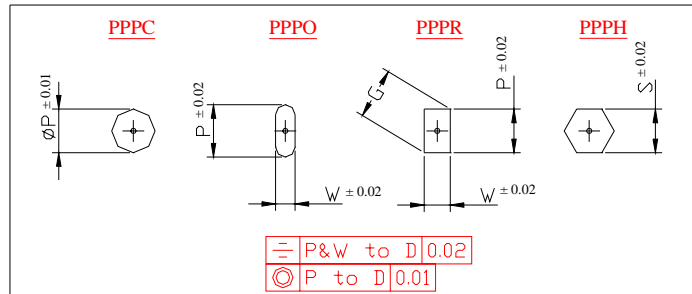 PPPC PPPO PPPR PPPH
ØP ± 0.01
P ± 0.02
G
P ± 0.02
S ± 0.02
W ± 0.02
W ± 0.02
P&W to D 0.02
P to D 0.01